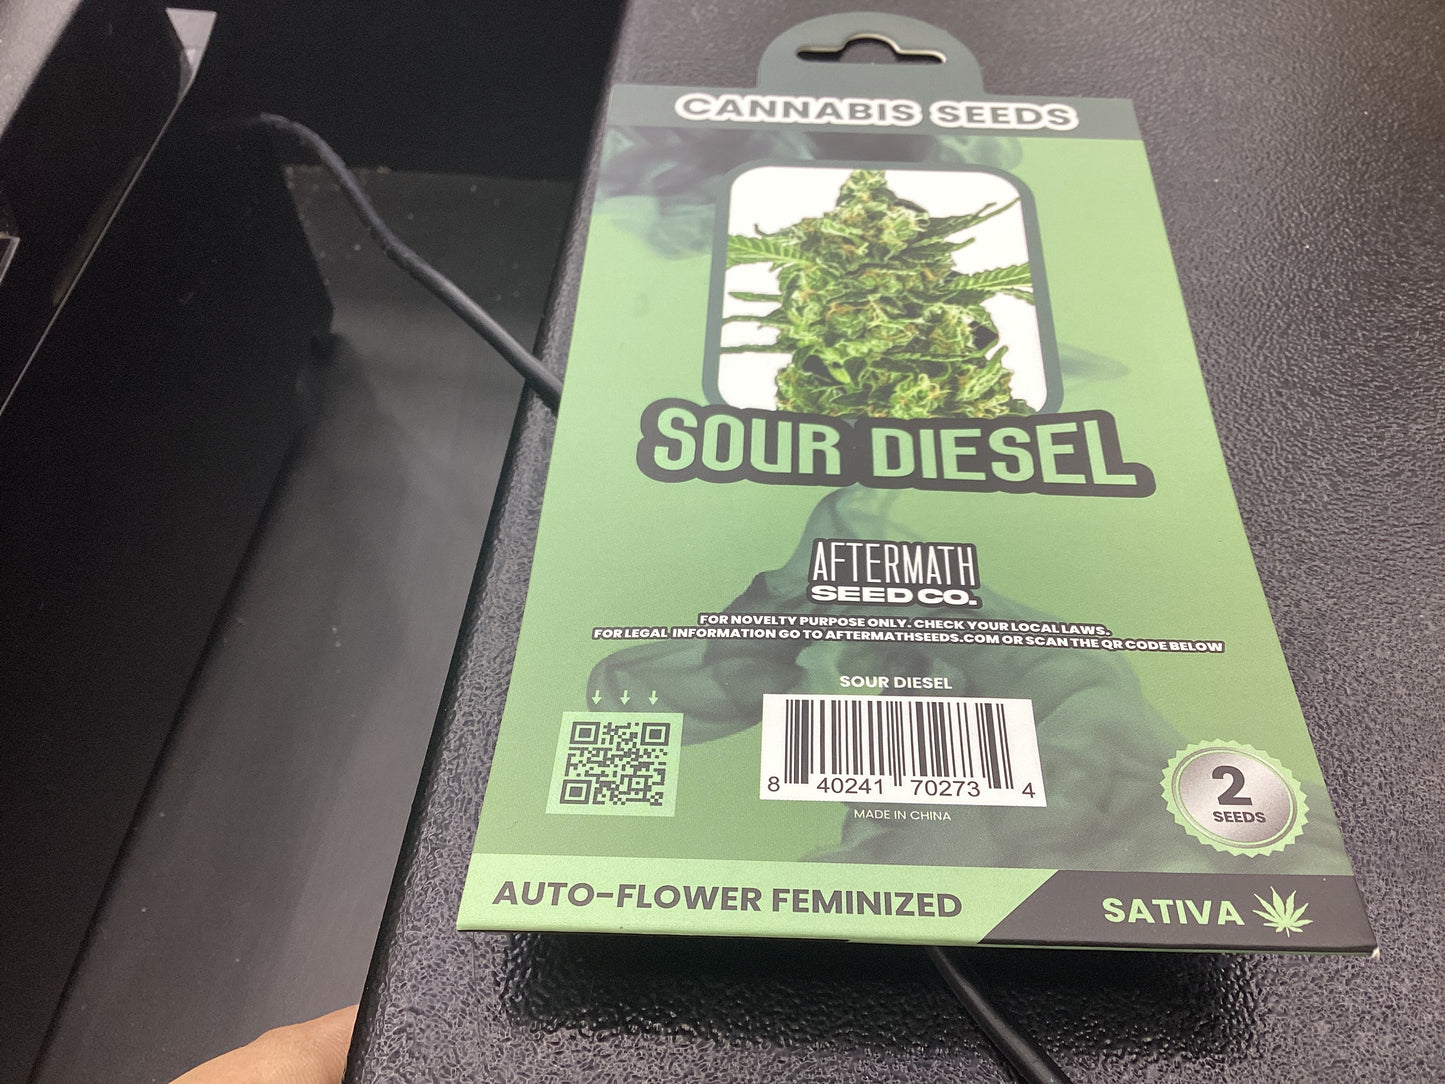 CANNABIS SEEDS
SOUR DIESEL
AFTERMATH
SEED CO.
FOR NOVELTY PURPOSE ONLY. CHECK YOUR LOCAL LAWS.
FOR LEGAL INFORMATION GO TO AFTERMATHSEEDS.COM OR SCAN THE QR CODE BELOW
SOUR DIESEL
8 40241 70273 4
MADE IN CHINA
2
SEEDS
AUTO-FLOWER FEMINIZED
SATIVA